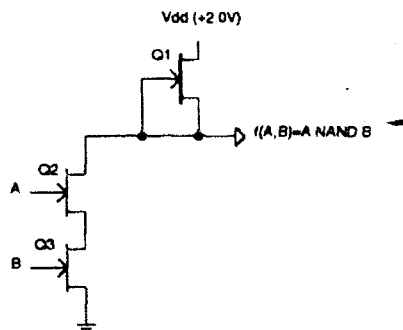 Vdd (+2 0V)
Q1
f(A,B)=A NAND B
Q2
A
Q3
B